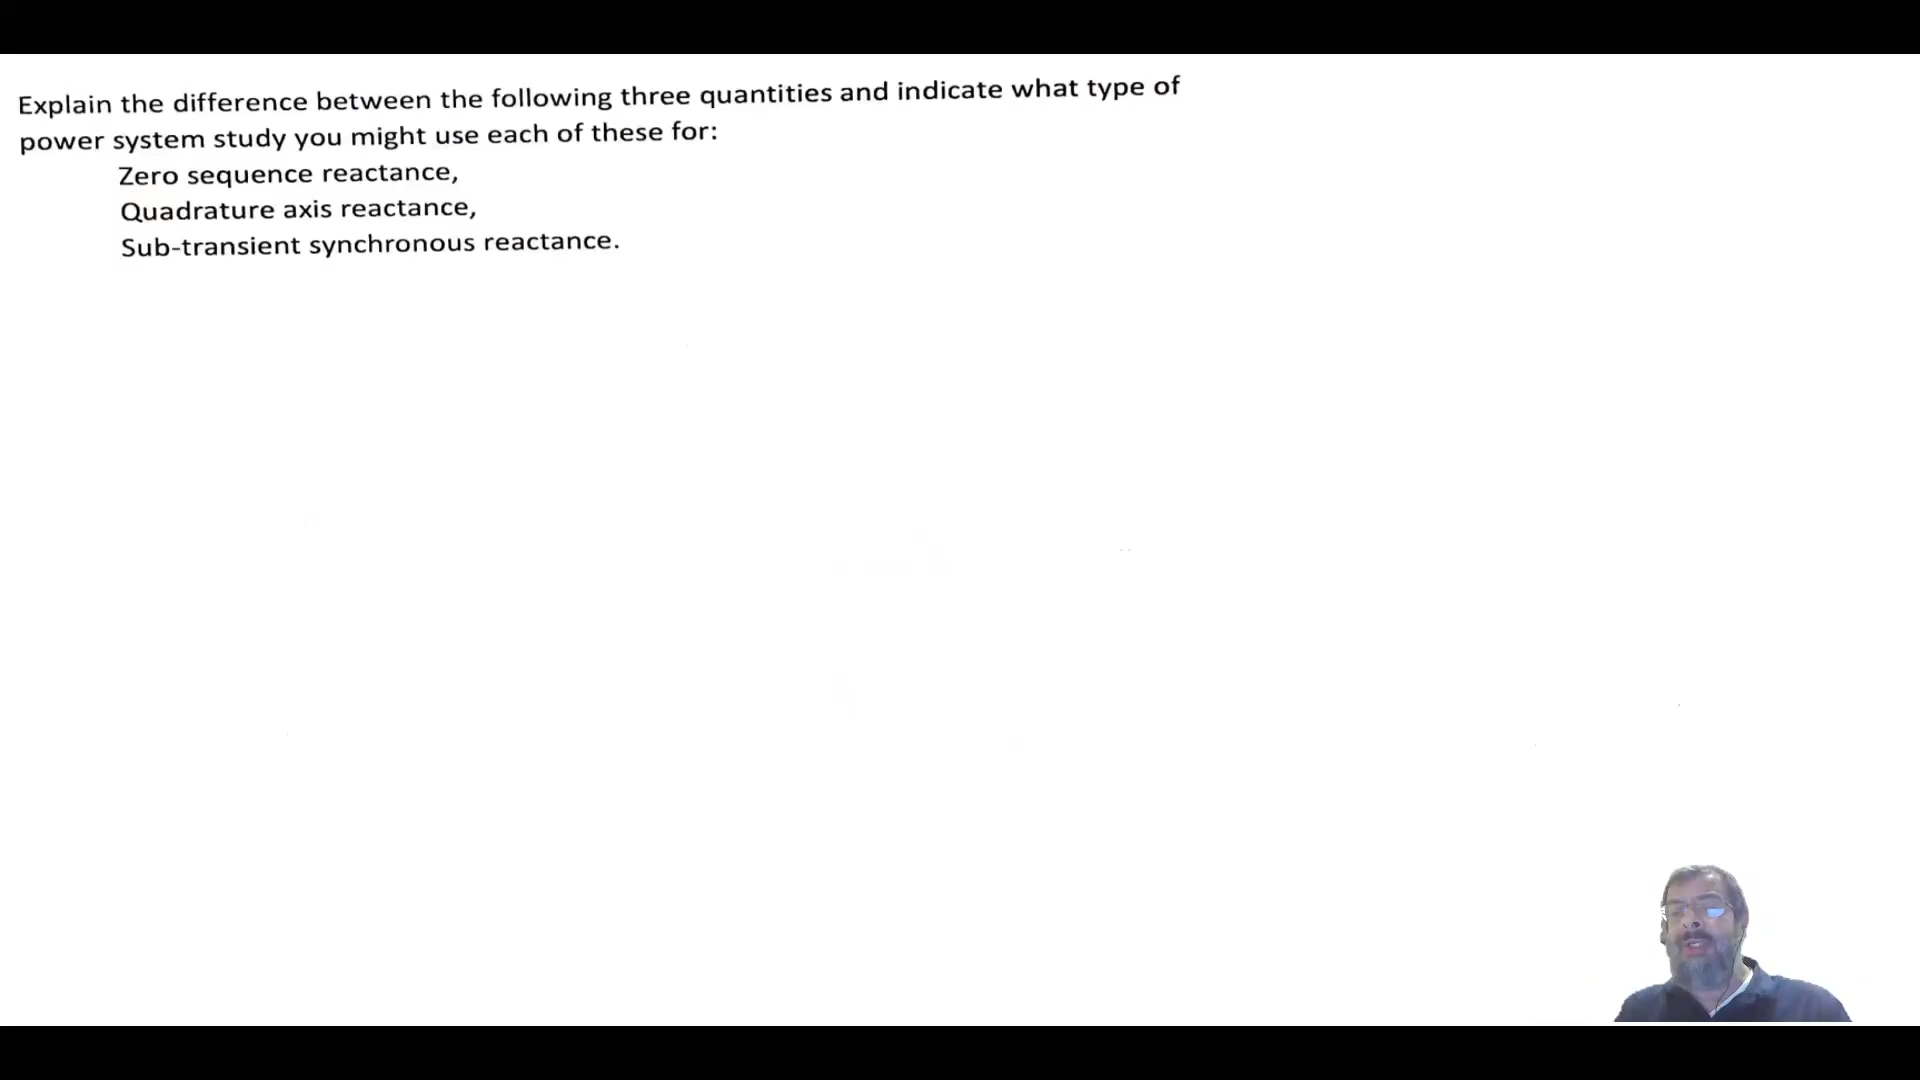 Explain the difference between the following three quantities and indicate what type of
power system study you might use each of these for:
Zero sequence reactance,
Quadrature axis reactance,
Sub-transient synchronous reactance.